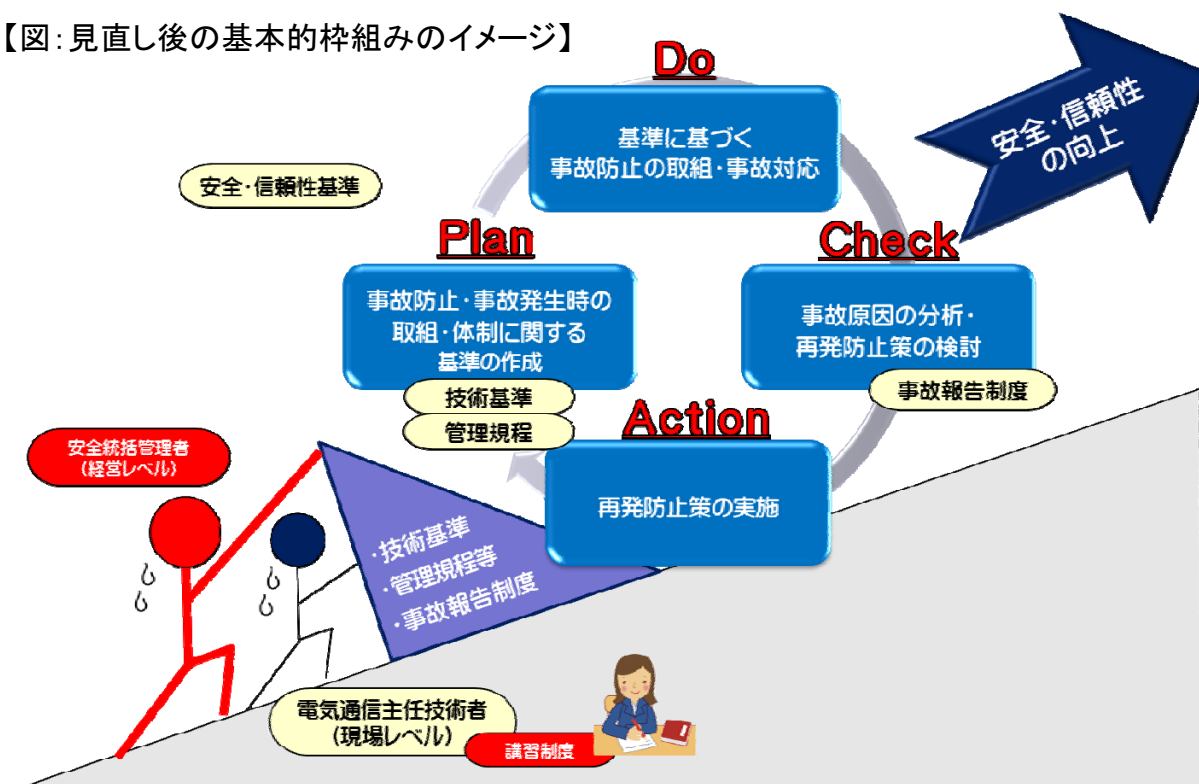 【図：見直し後の基本的枠組みのイメージ】
Do
基準に基づく
事故防止の取組・事故対応
安全・信頼性
の向上
安全・信頼性基準
Plan
事故防止・事故発生時の
取組・体制に関する
基準の作成
技術基準
管理規程
Check
事故原因の分析・
再発防止策の検討
事故報告制度
Action
再発防止策の実施
安全統括管理者
（経営レベル）
・技術基準
・管理規程等
・事故報告制度
電気通信主任技術者
（現場レベル）
講習制度